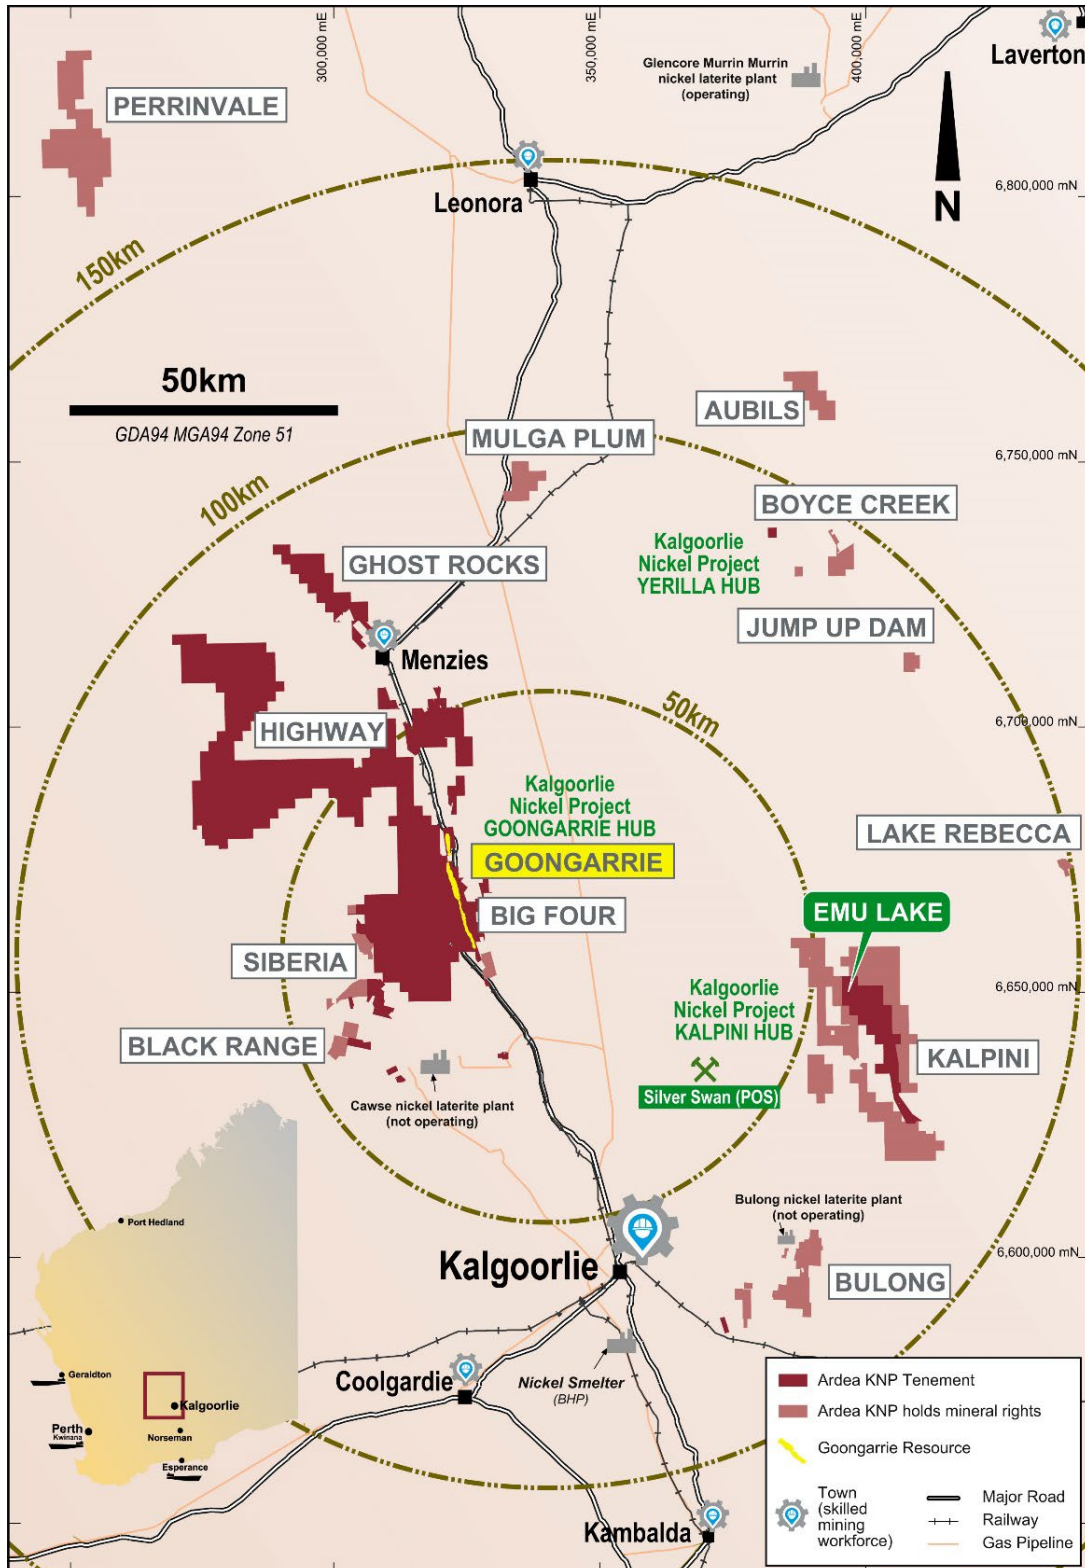 300,000 mE
350,000 mE
400,000 mE
Laverton
Glencore Murrin Murrin
nickel laterite plant
(operating)
PERRINVALE
N
6,800,000 mN
Leonora
150km
50km
GDA94 MGA94 Zone 51
AUBILS
MULGA PLUM
6,750,000 mN
100km
BOYCE CREEK
Kalgoorlie
Nickel Project
YERILLA HUB
GHOST ROCKS
JUMP UP DAM
Menzies
50km
6,700,000 mN
HIGHWAY
Kalgoorlie
Nickel Project
GOONGARRIE HUB
GOONGARRIE
LAKE REBECCA
BIG FOUR
EMU LAKE
SIBERIA
Kalgoorlie
Nickel Project
KALPINI HUB
6,650,000 mN
BLACK RANGE
KALPINI
Silver Swan (POS)
Cawse nickel laterite plant
(not operating)
Port Hedland
Bulong nickel laterite plant
(not operating)
Kalgoorlie
6,600,000 mN
BULONG
Coolgardie
Nickel Smelter
(BHP)
Geraldton
Kalgoorlie
Perth
Kwinana
Norseman
Esperance
Kambalda
Ardea KNP Tenement
Ardea KNP holds mineral rights
Goongarrie Resource
Town
(skilled
mining
workforce)
Major Road
Railway
Gas Pipeline